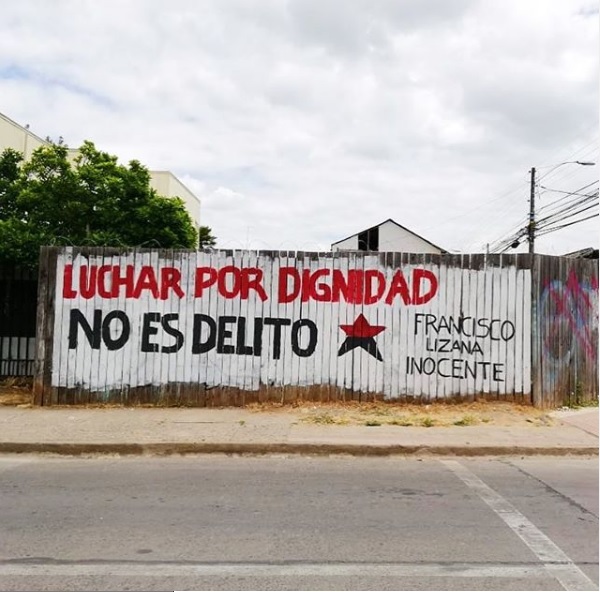 LUCHAR POR DIGNIDAD
NO ES DELITO
FRANCISCO
LIZANA
INOCENTE